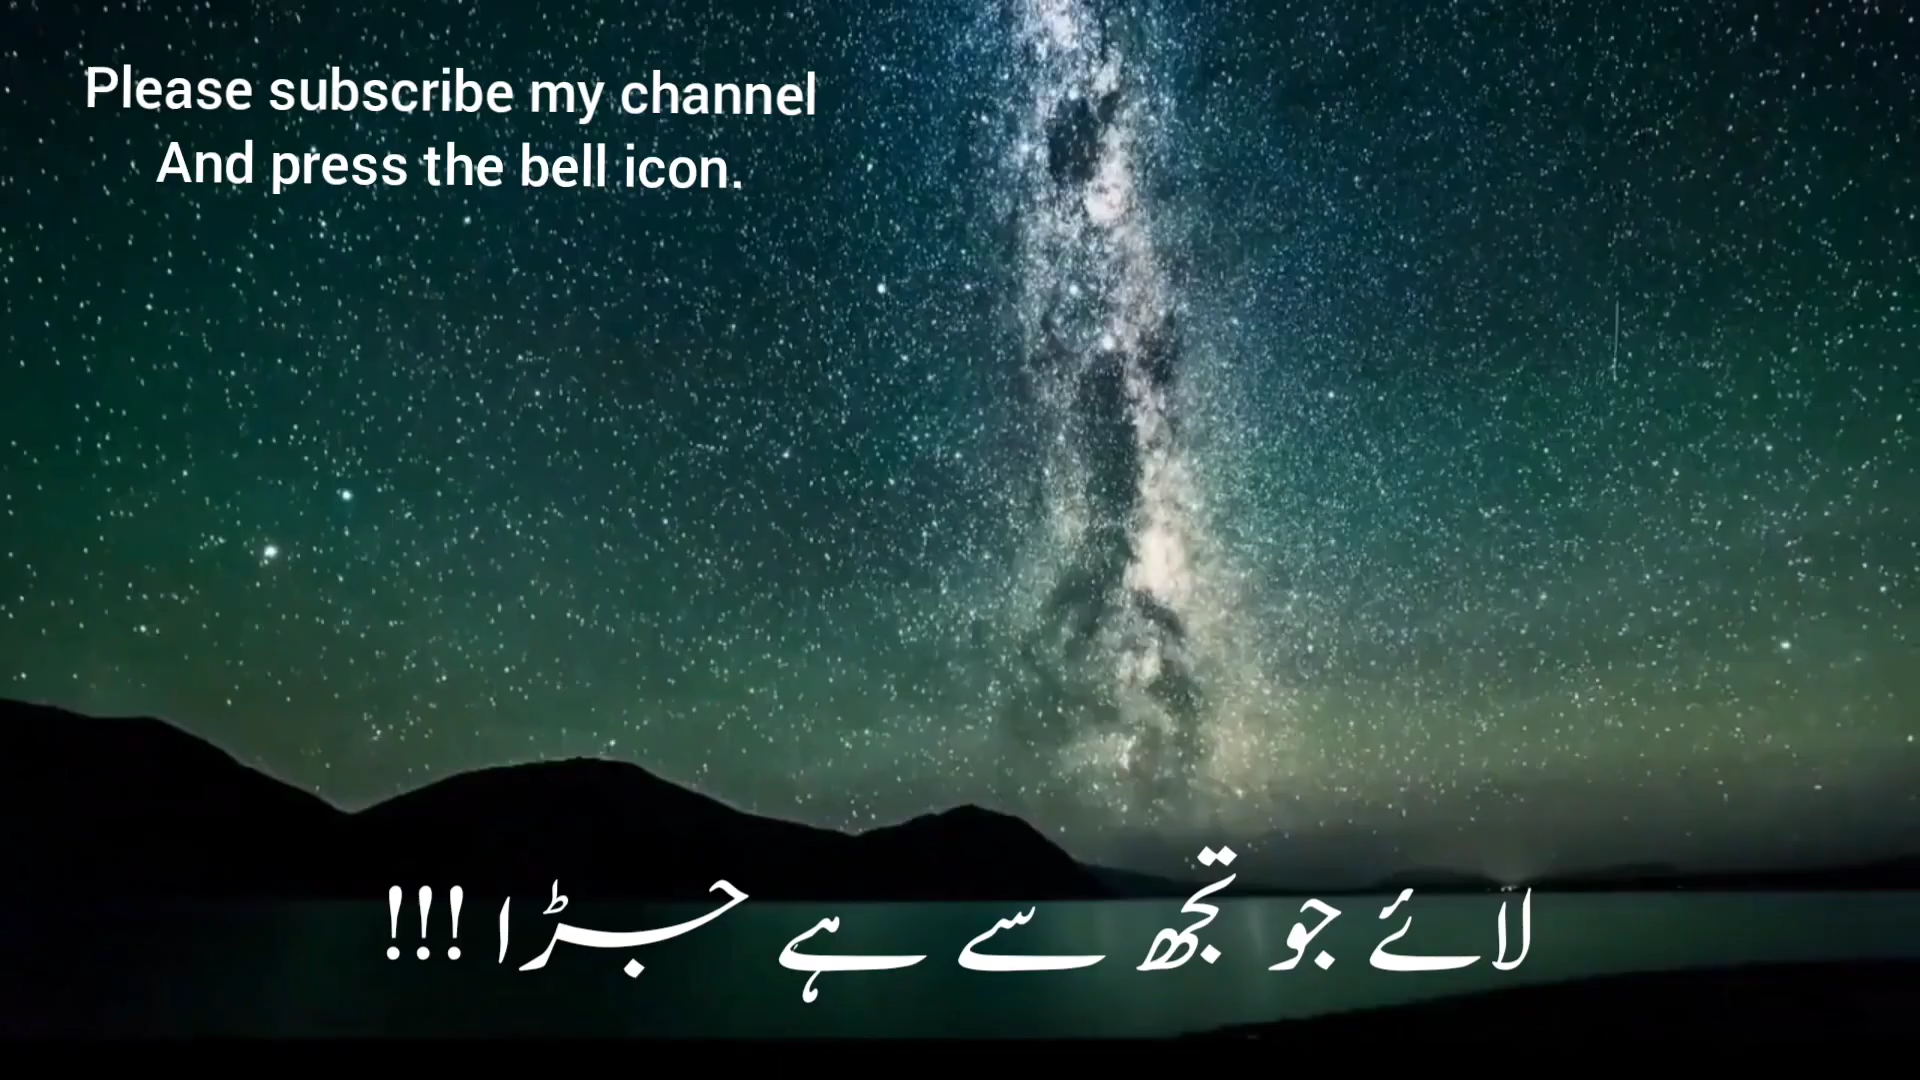 Please subscribe my channel
And press the bell icon.
لائے جو تجھ سے ہے جڑا !!!